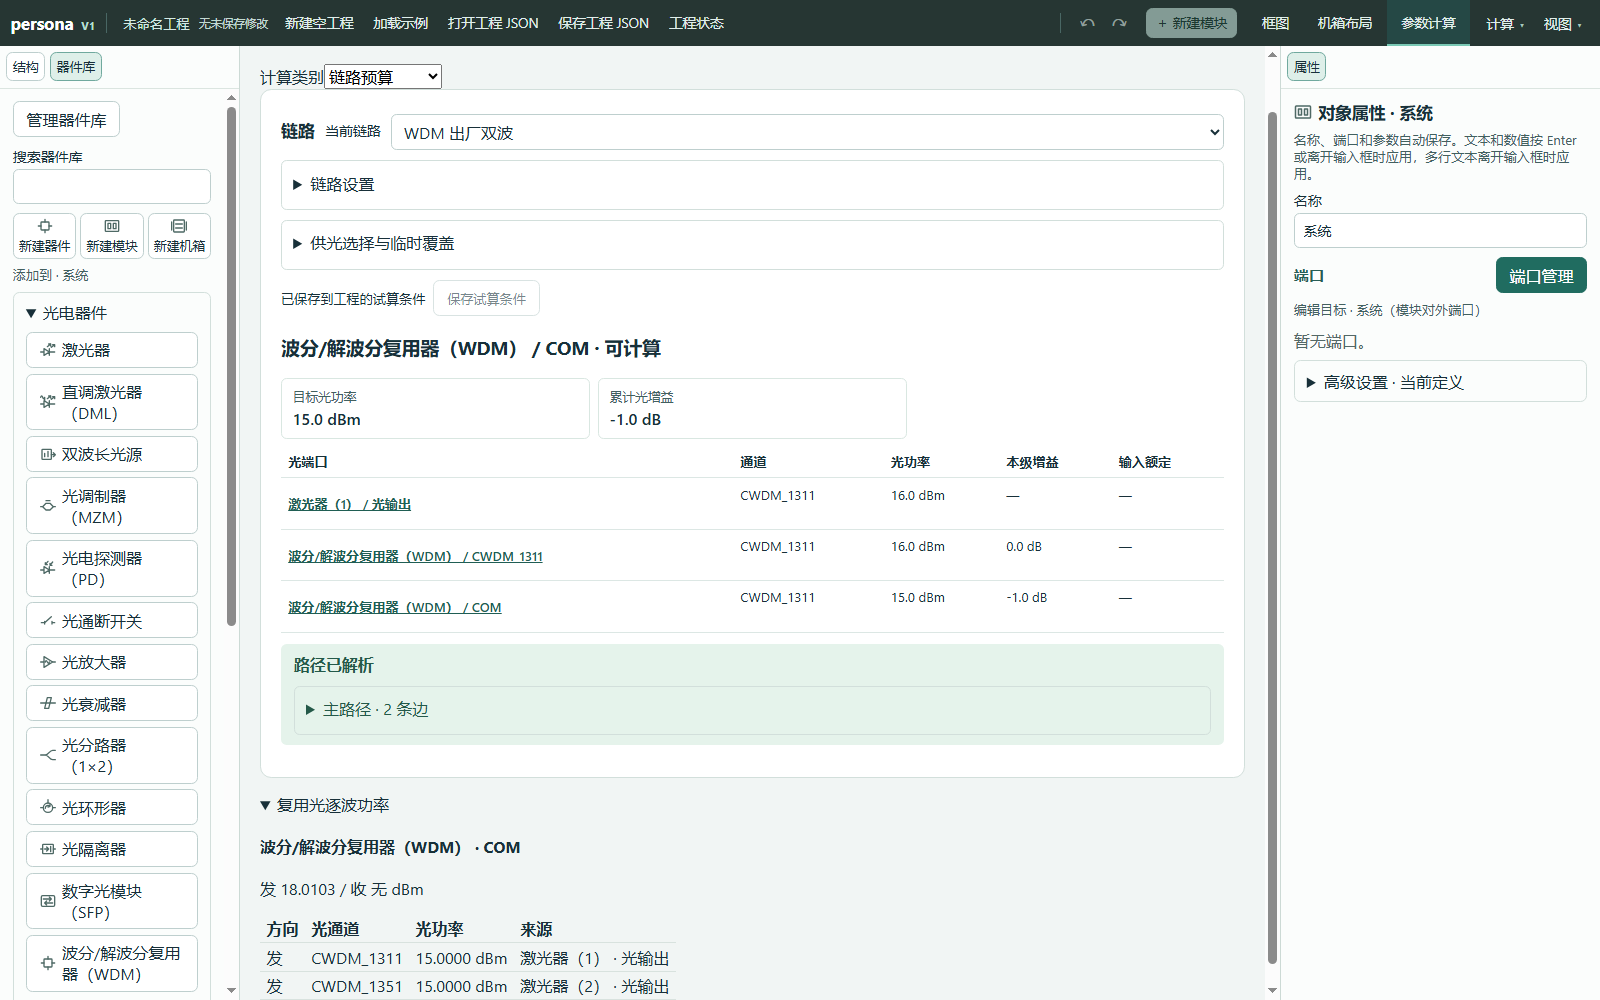 persona V1
未命名工程 无未保存修改 新建空工程 加载示例 打开工程 JSON 保存工程 JSON 工程状态
+ 新建模块 框图 机箱布局 参数计算 计算 视图
结构 器件库
管理器件库
搜索器件库
新建器件 新建模块 新建机箱
添加到 · 系统
▼ 光电器件
激光器
直调激光器
（DML）
双波长光源
光调制器
（MZM）
光电探测器
（PD）
光通断开关
光放大器
光衰减器
光分路器
（1×2）
光环形器
光隔离器
数字光模块
（SFP）
波分/解波分复用
器（WDM）
计算类别 链路预算
链路 当前链路 WDM 出厂双波
▶ 链路设置
▶ 供光选择与临时覆盖
已保存到工程的试算条件 保存试算条件
波分/解波分复用器（WDM） / COM · 可计算
目标光功率
15.0 dBm
累计光增益
-1.0 dB
光端口 通道 光功率 本级增益 输入额定
激光器（1） / 光输出 CWDM_1311 16.0 dBm — —
波分/解波分复用器（WDM） / CWDM_1311 CWDM_1311 16.0 dBm 0.0 dB —
波分/解波分复用器（WDM） / COM CWDM_1311 15.0 dBm -1.0 dB —
路径已解析
▶ 主路径 · 2 条边
▼ 复用光逐波功率
波分/解波分复用器（WDM） · COM
发 18.0103 / 收 无 dBm
方向 光通道 光功率 来源
发 CWDM_1311 15.0000 dBm 激光器（1） · 光输出
发 CWDM_1351 15.0000 dBm 激光器（2） · 光输出
属性
对象属性 · 系统
名称、端口和参数自动保存。文本和数值按 Enter
或离开输入框时应用，多行文本离开输入框时应
用。
名称
系统
端口 端口管理
编辑目标 · 系统（模块对外端口）
暂无端口。
▶ 高级设置 · 当前定义